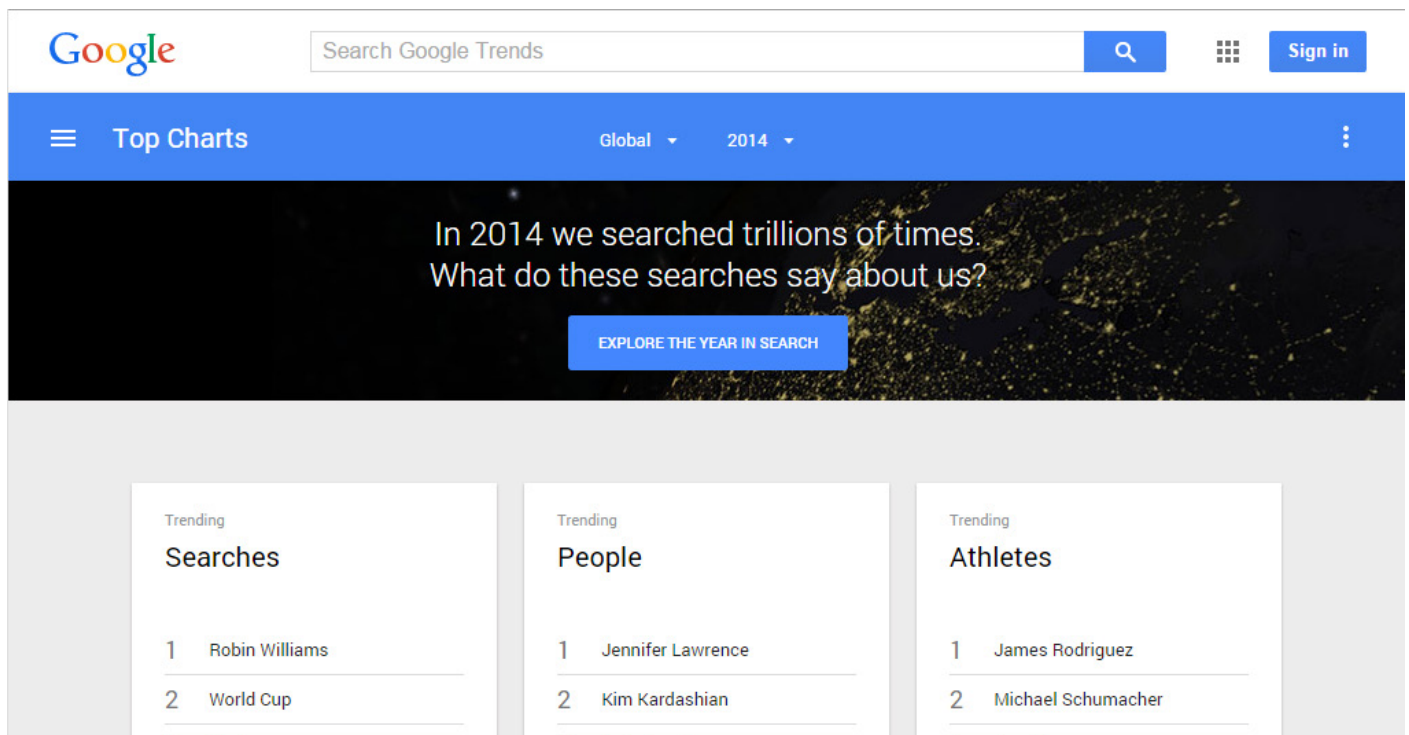 Google
Search Google Trends
Sign in
Top Charts
Global
2014
In 2014 we searched trillions of times.
What do these searches say about us?
EXPLORE THE YEAR IN SEARCH
Trending
Searches
1 Robin Williams
2 World Cup
Trending
People
1 Jennifer Lawrence
2 Kim Kardashian
Trending
Athletes
1 James Rodriguez
2 Michael Schumacher